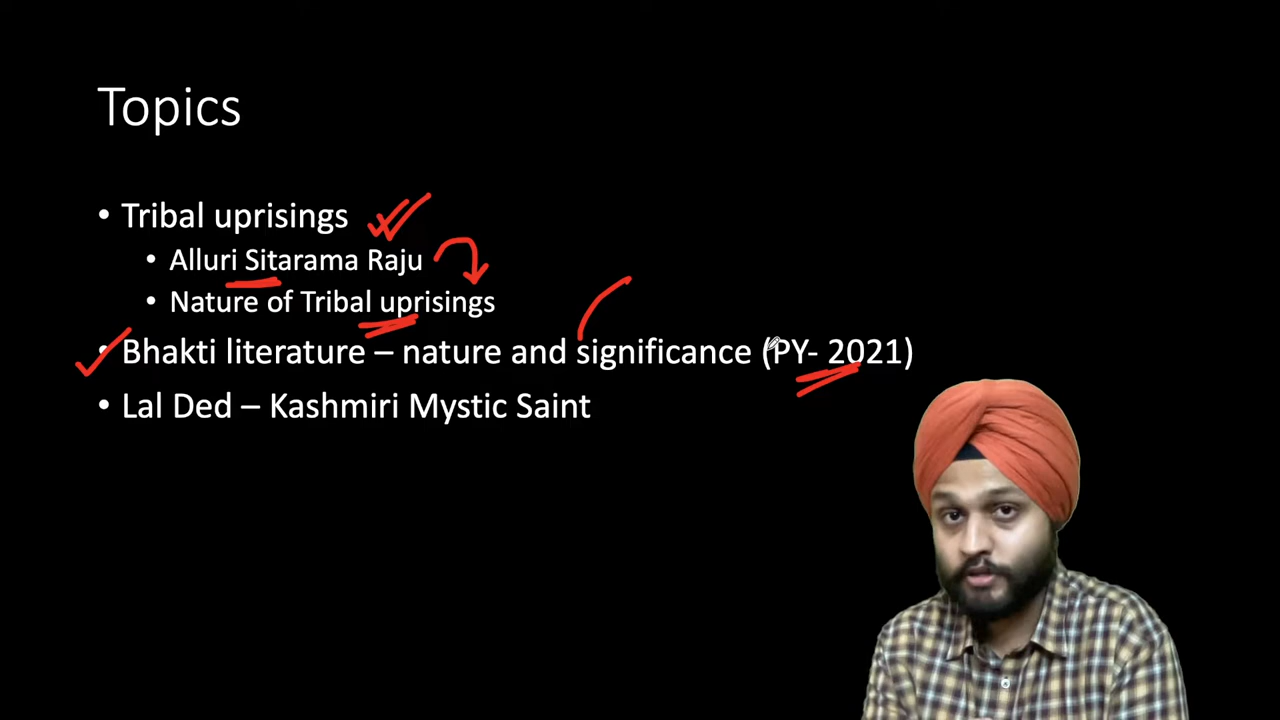 Topics
• Tribal uprisings
• Alluri Sitarama Raju
• Nature of Tribal uprisings
• Bhakti literature – nature and significance (PY- 2021)
• Lal Ded – Kashmiri Mystic Saint